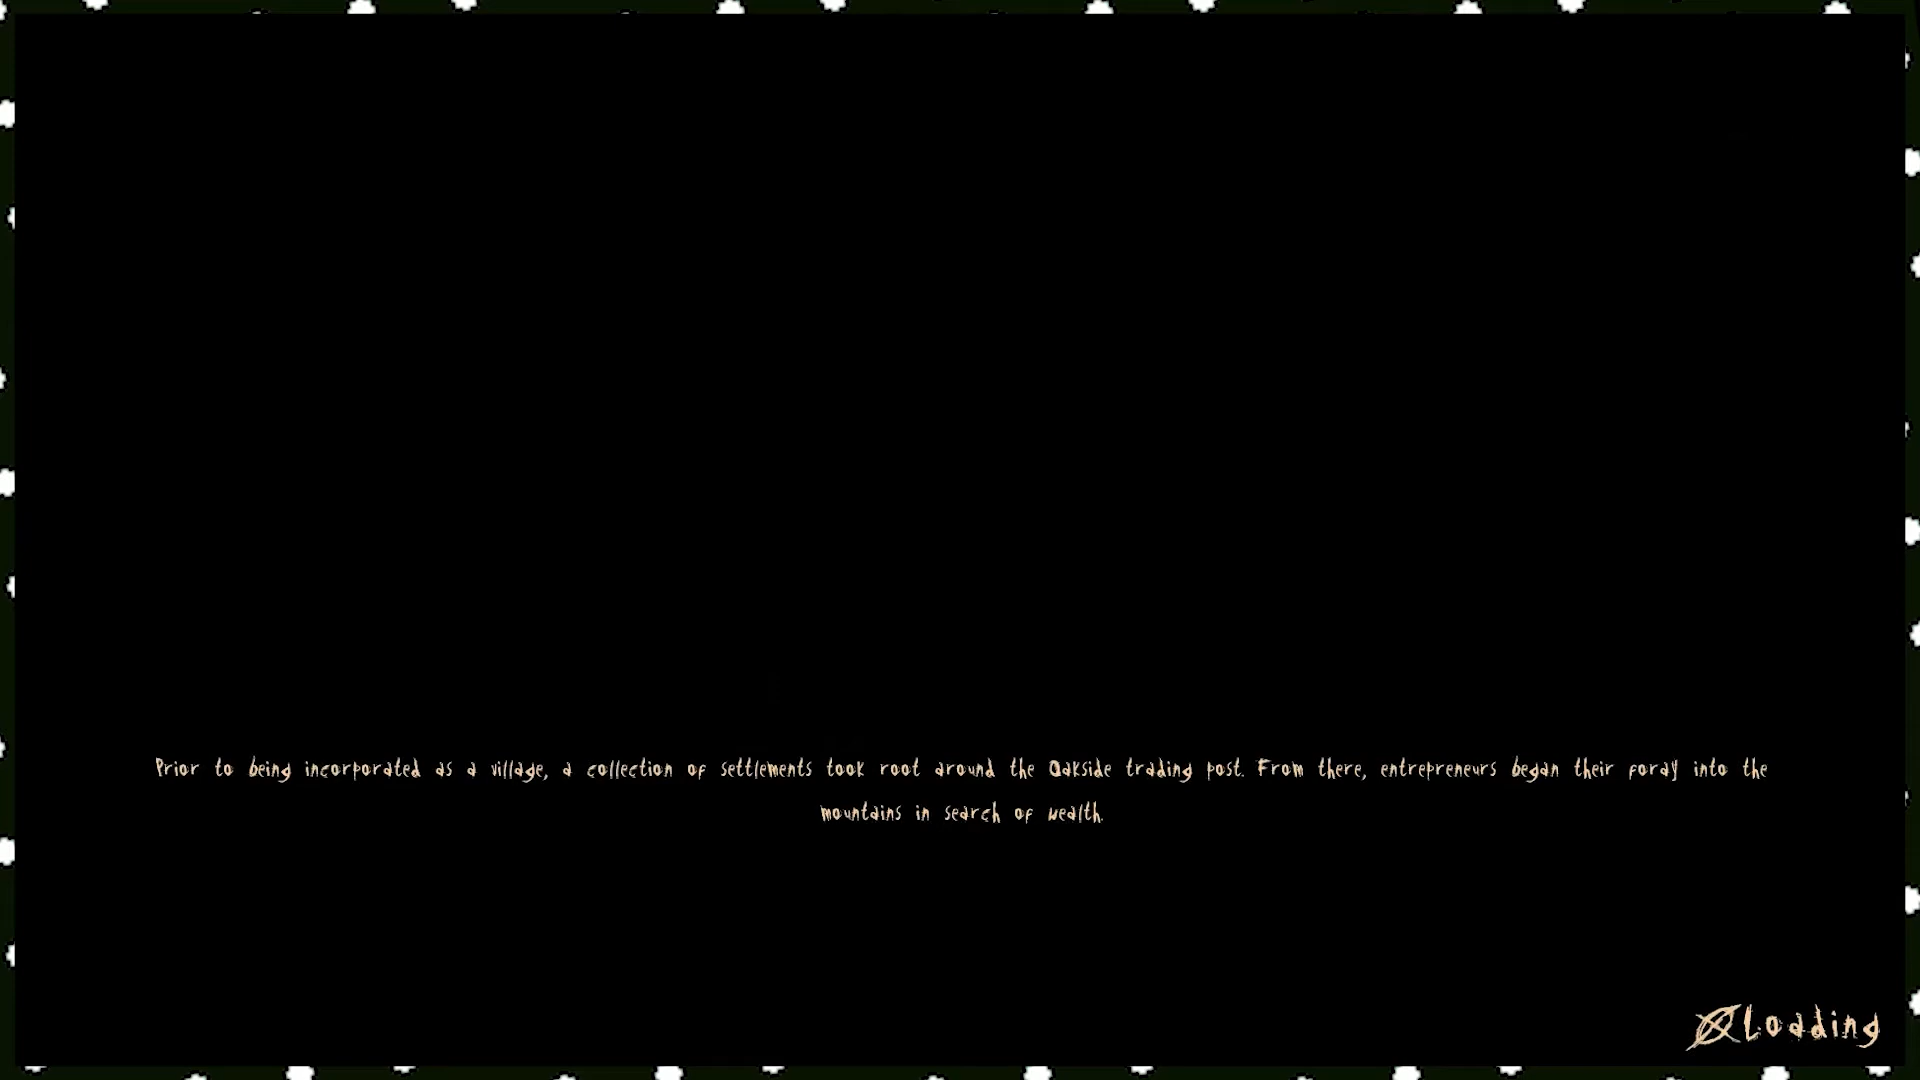 Prior to being incorporated as a village, a collection of settlements took root around the Oakside trading post. From there, entrepreneurs began their foray into the
mountains in search of wealth.
Loading